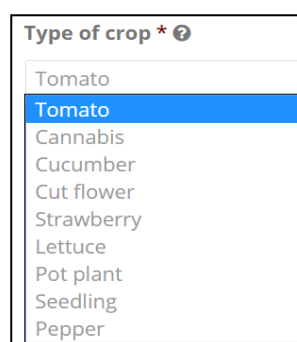 Type of crop * ?
Tomato
Tomato
Cannabis
Cucumber
Cut flower
Strawberry
Lettuce
Pot plant
Seedling
Pepper